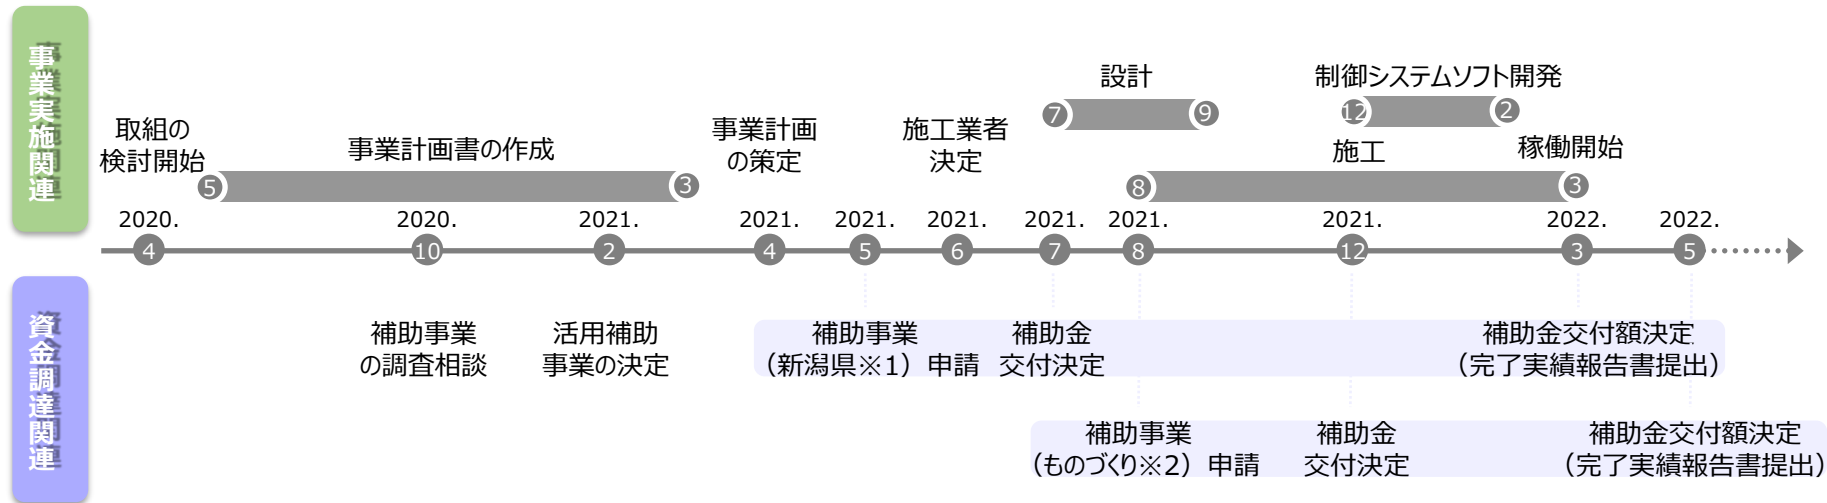 事業実施関連
設計
制御システムソフト開発
⑦ ⑨
⑫ ②
取組の
検討開始
事業計画書の作成
事業計画
の策定
施工業者
決定
施工
稼働開始
⑤ ③
⑧ ③
2020. 2020. 2021. 2021. 2021. 2021. 2021. 2021. 2021. 2022. 2022.
④ ⑩ ② ④ ⑤ ⑥ ⑦ ⑧ ⑫ ③ ⑤
資金調達関連
補助事業
の調査相談
活用補助
事業の決定
補助事業
(新潟県※1)申請
補助金
交付決定
補助金交付額決定
(完了実績報告書提出)
補助事業
(ものづくり※2)申請
補助金
交付決定
補助金交付額決定
(完了実績報告書提出)